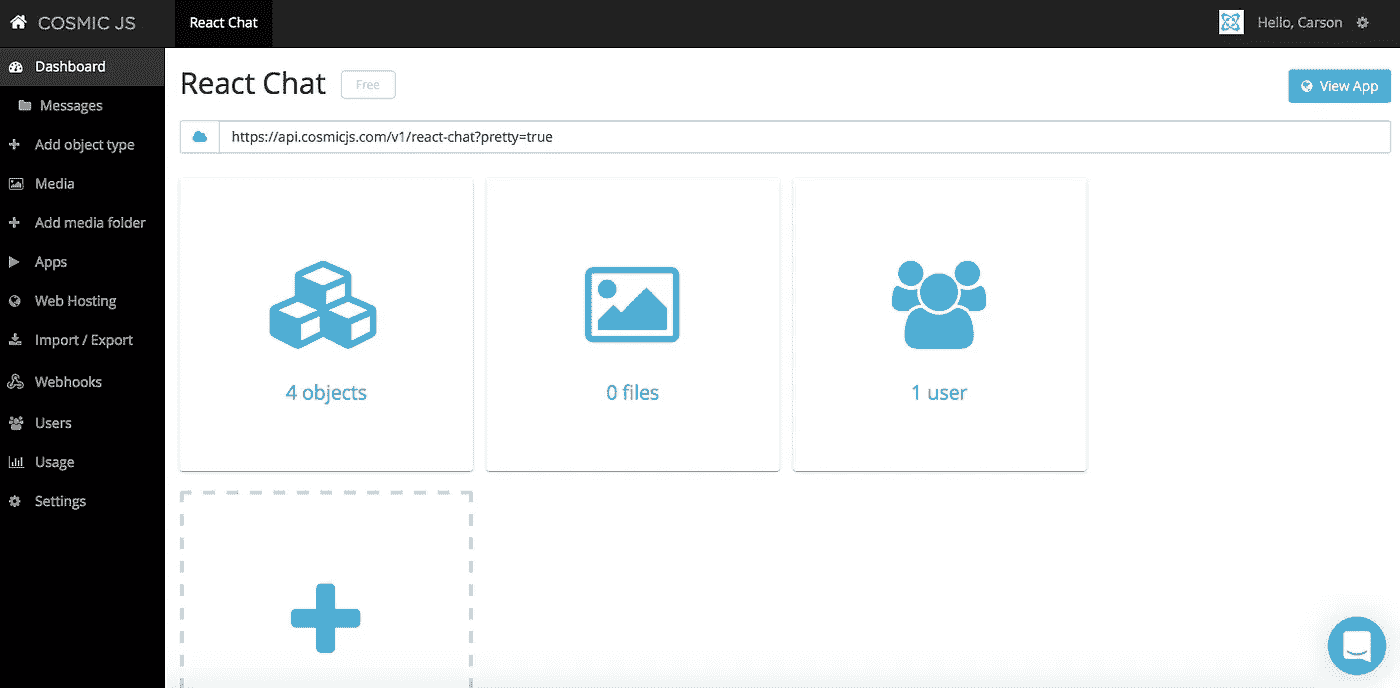 COSMIC JS
React Chat
Hello, Carson
Dashboard
Messages
Add object type
Media
Add media folder
Apps
Web Hosting
Import / Export
Webhooks
Users
Usage
Settings
React Chat
Free
View App
https://api.cosmicjs.com/v1/react-chat?pretty=true
4 objects
0 files
1 user